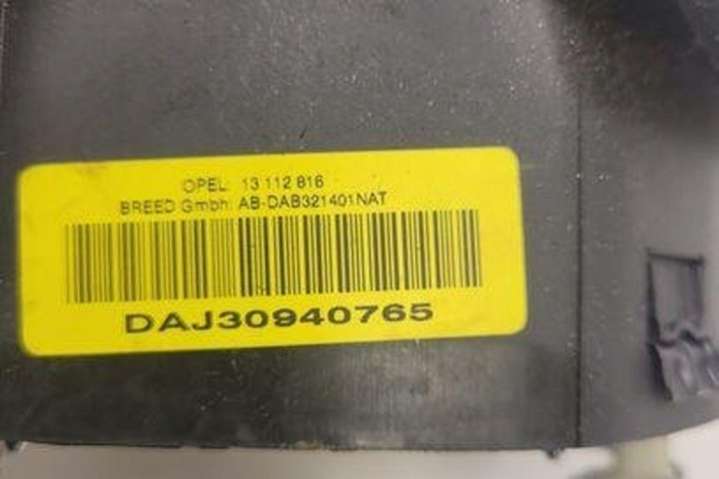 OPEL: 13 112 816
BREED Gmbh: AB-DAB321401NAT
DAJ30940765